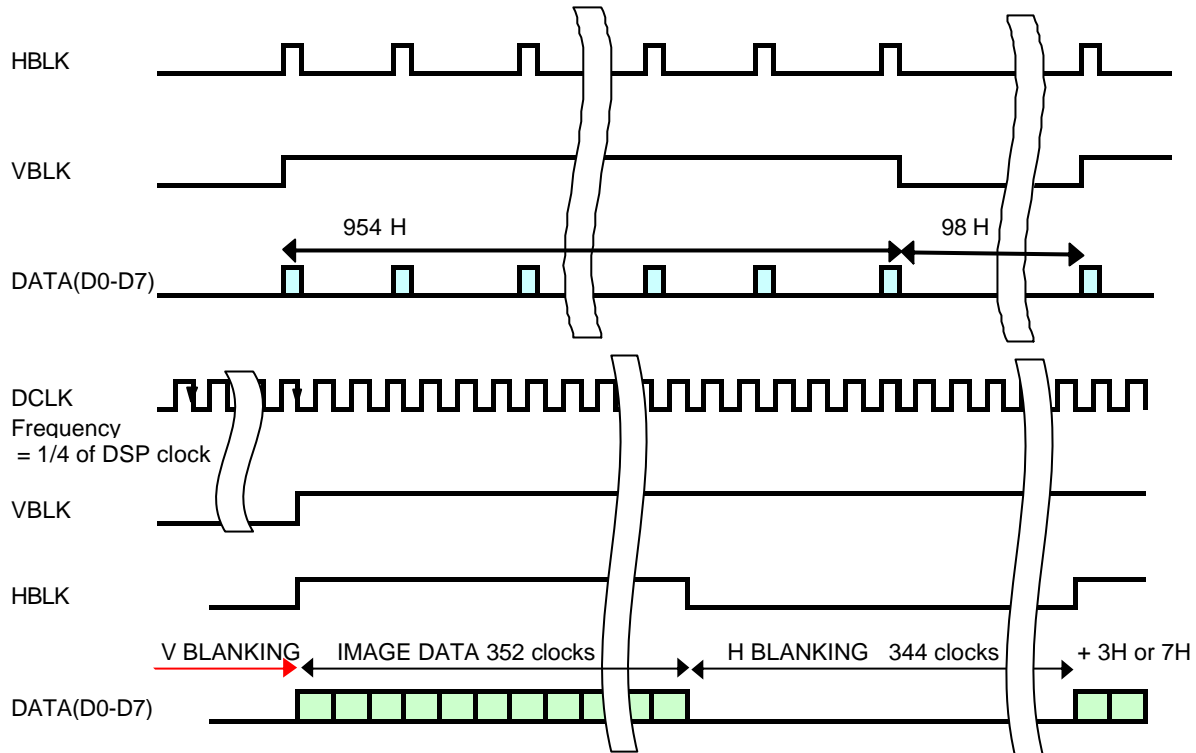 HBLK
VBLK
954 H
98 H
DATA(D0-D7)
DCLK
Frequency
= 1/4 of DSP clock
VBLK
HBLK
V BLANKING
IMAGE DATA 352 clocks
H BLANKING 344 clocks
+ 3H or 7H
DATA(D0-D7)